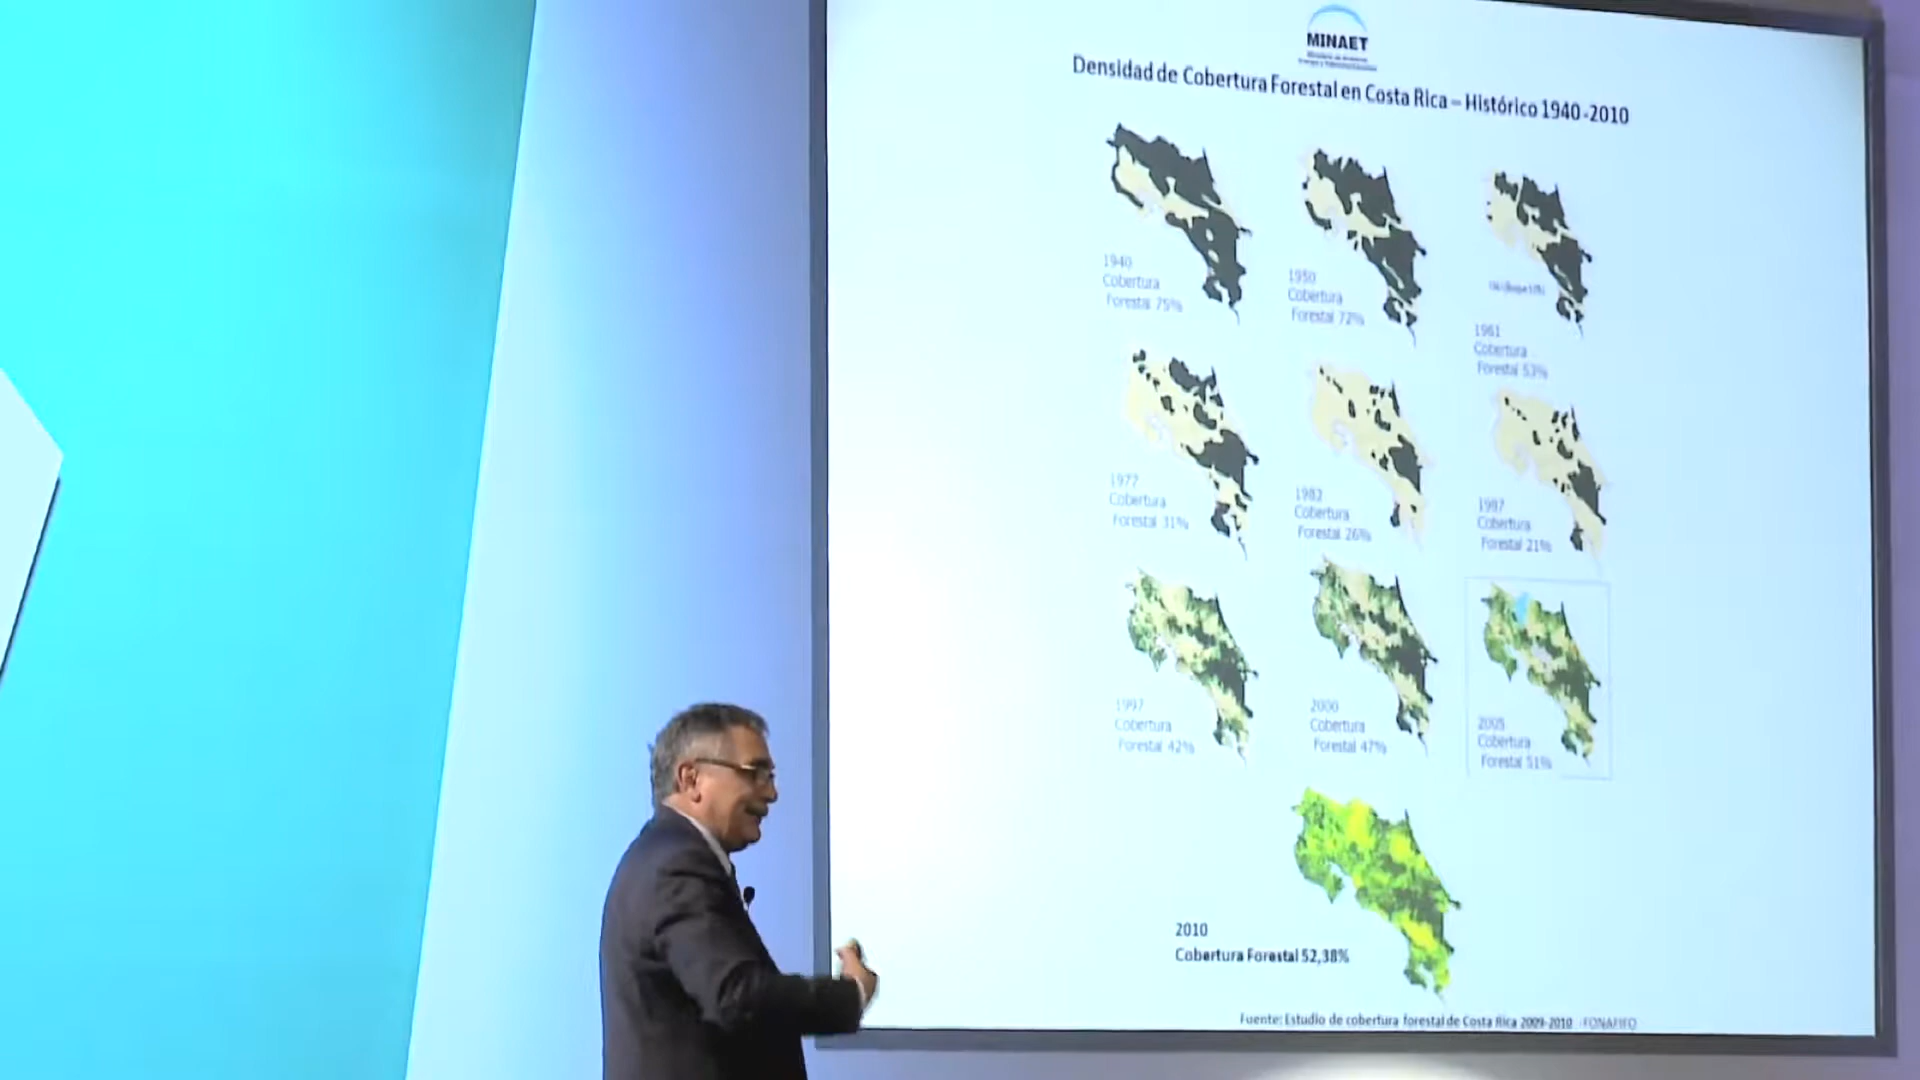 MINAET
Densidad de Cobertura Forestal en Costa Rica – Histórico 1940-2010
1940
Cobertura
Forestal 75%
1950
Cobertura
Forestal 72%
1961
Cobertura
Forestal 53%
1977
Cobertura
Forestal 31%
1982
Cobertura
Forestal 26%
1987
Cobertura
Forestal 21%
1997
Cobertura
Forestal 42%
2000
Cobertura
Forestal 47%
2005
Cobertura
Forestal 51%
2010
Cobertura Forestal 52,38%
Fuente: Estudio de cobertura forestal de Costa Rica 2009-2010 -FONAFIFO